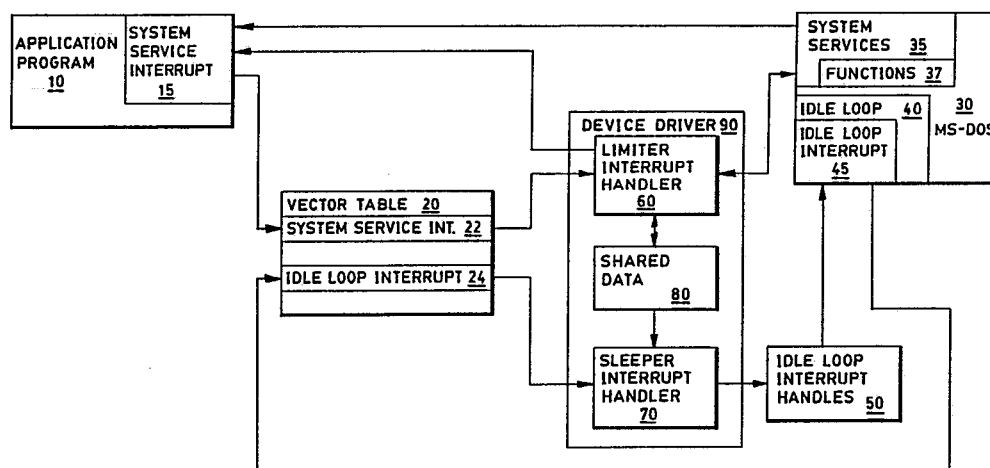 APPLICATION
PROGRAM
10
SYSTEM
SERVICE
INTERRUPT
15
SYSTEM
SERVICES 35
FUNCTIONS 37
IDLE LOOP 40
IDLE LOOP
INTERRUPT
45
30
MS-DOS
DEVICE DRIVER 90
LIMITER
INTERRUPT
HANDLER
60
VECTOR TABLE 20
SYSTEM SERVICE INT. 22
IDLE LOOP INTERRUPT 24
SHARED
DATA
80
SLEEPER
INTERRUPT
HANDLER
70
IDLE LOOP
INTERRUPT
HANDLES 50